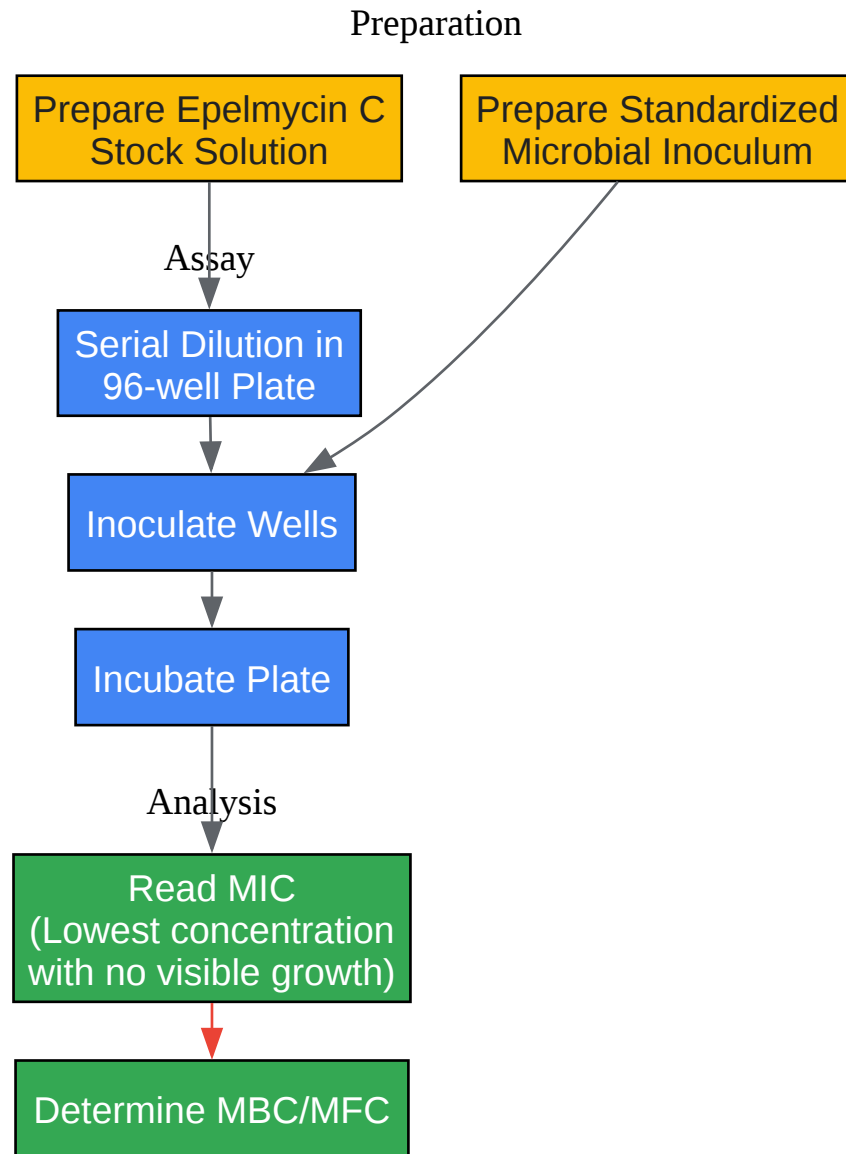 Preparation
Prepare Epelmycin C
Stock Solution
Prepare Standardized
Microbial Inoculum
Assay
Serial Dilution in
96-well Plate
Inoculate Wells
Incubate Plate
Analysis
Read MIC
(Lowest concentration
with no visible growth)
Determine MBC/MFC